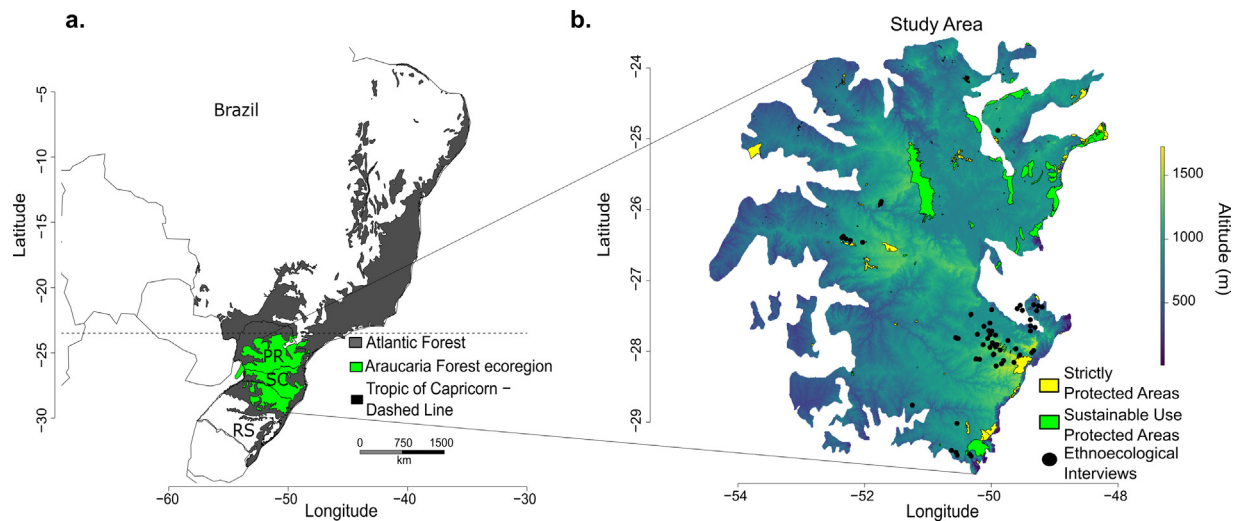 a.
Brazil
Latitude
−5
−10
−15
−20
−25
−30
PR
SC
RS
Atlantic Forest
Araucaria Forest ecoregion
Tropic of Capricorn −
Dashed Line
0 750 1500
km
−60 −50 −40 −30
Longitude
b.
Study Area
Latitude
−24
−25
−26
−27
−28
−29
1500
1000
500
Altitude (m)
Strictly
Protected Areas
Sustainable Use
Protected Areas
Ethnoecological
Interviews
−54 −52 −50 −48
Longitude